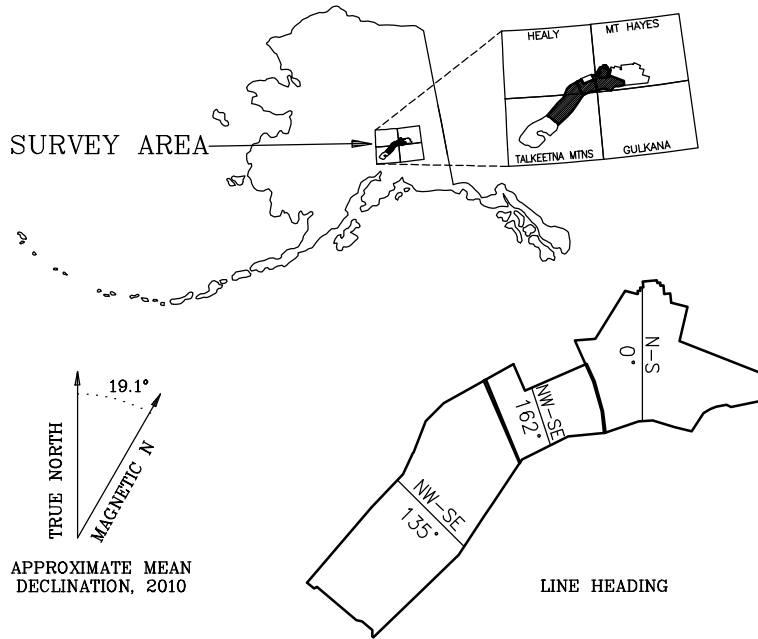 HEALY
MT HAYES
SURVEY AREA
TALKEETNA MTNS
GULKANA
N-S
0°
NW-SE
162°
NW-SE
135°
19.1°
TRUE NORTH
MAGNETIC N
APPROXIMATE MEAN
DECLINATION, 2010
LINE HEADING